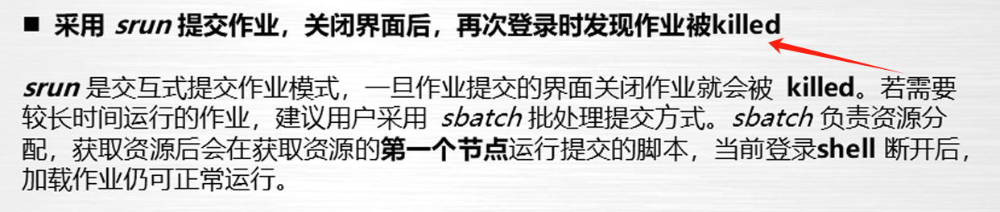 ■ 采用 srun 提交作业，关闭界面后，再次登录时发现作业被killed
srun 是交互式提交作业模式，一旦作业提交的界面关闭作业就会被 killed。若需要
较长时间运行的作业，建议用户采用 sbatch 批处理提交方式。sbatch 负责资源分
配，获取资源后会在获取资源的第一个节点运行提交的脚本，当前登录shell 断开后，
加载作业仍可正常运行。